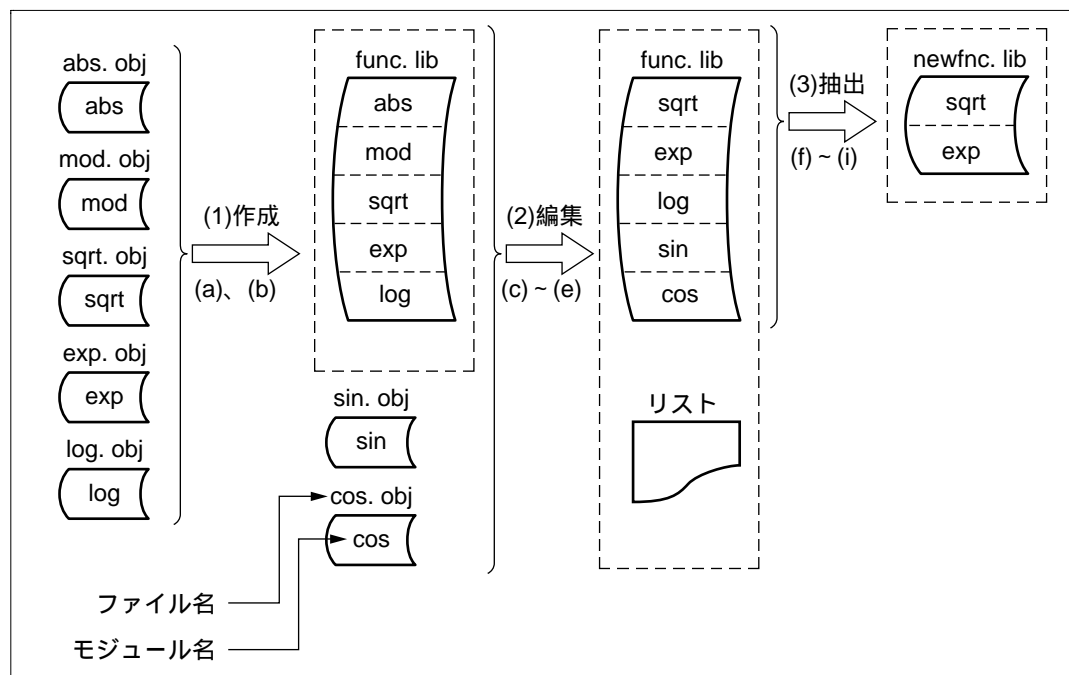 abs. obj
abs
mod. obj
mod
sqrt. obj
sqrt
exp. obj
exp
log. obj
log
(1)作成
(a)、(b)
func. lib
abs
mod
sqrt
exp
log
sin. obj
sin
cos. obj
cos
ファイル名
モジュール名
(2)編集
(c) ~ (e)
func. lib
sqrt
exp
log
sin
cos
リスト
(3)抽出
(f) ~ (i)
newfnc. lib
sqrt
exp